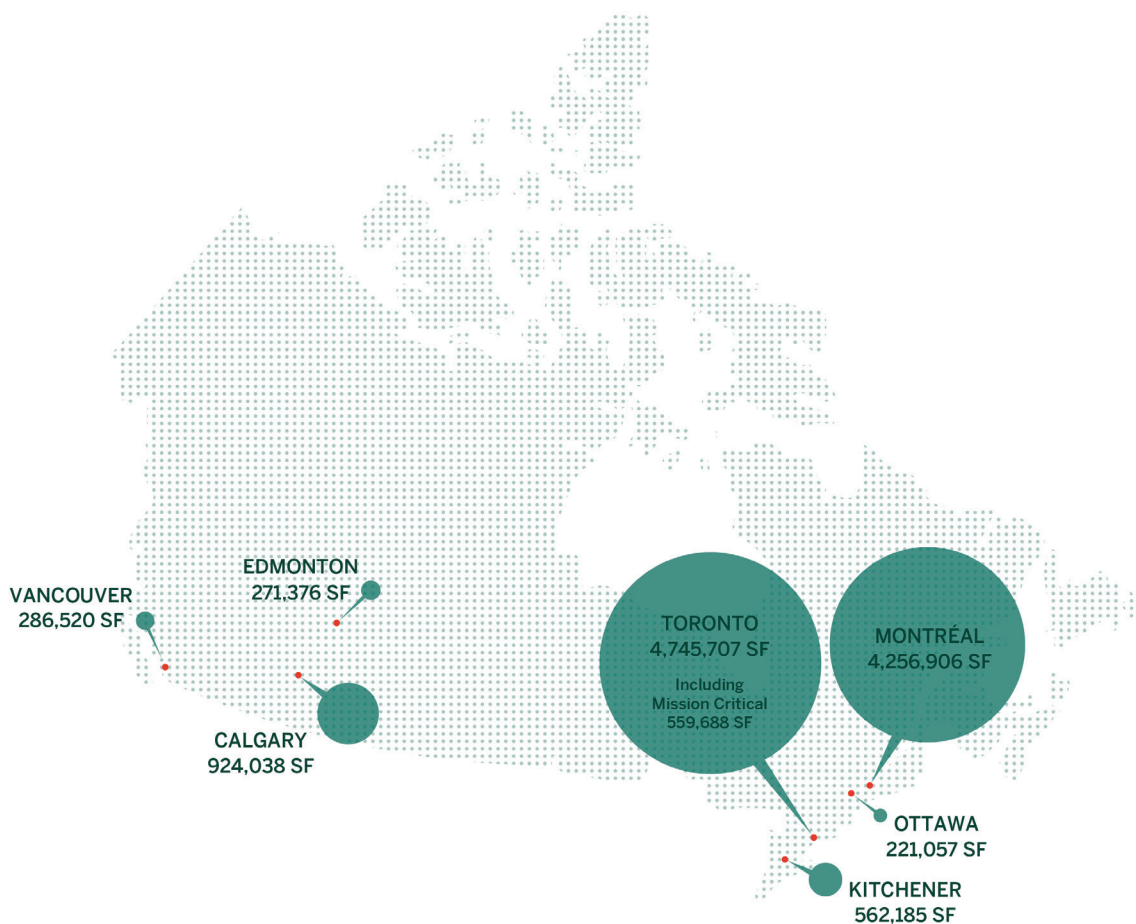 EDMONTON
271,376 SF
VANCOUVER
286,520 SF
CALGARY
924,038 SF
TORONTO
4,745,707 SF
Including
Mission Critical
559,688 SF
MONTRÉAL
4,256,906 SF
OTTAWA
221,057 SF
KITCHENER
562,185 SF